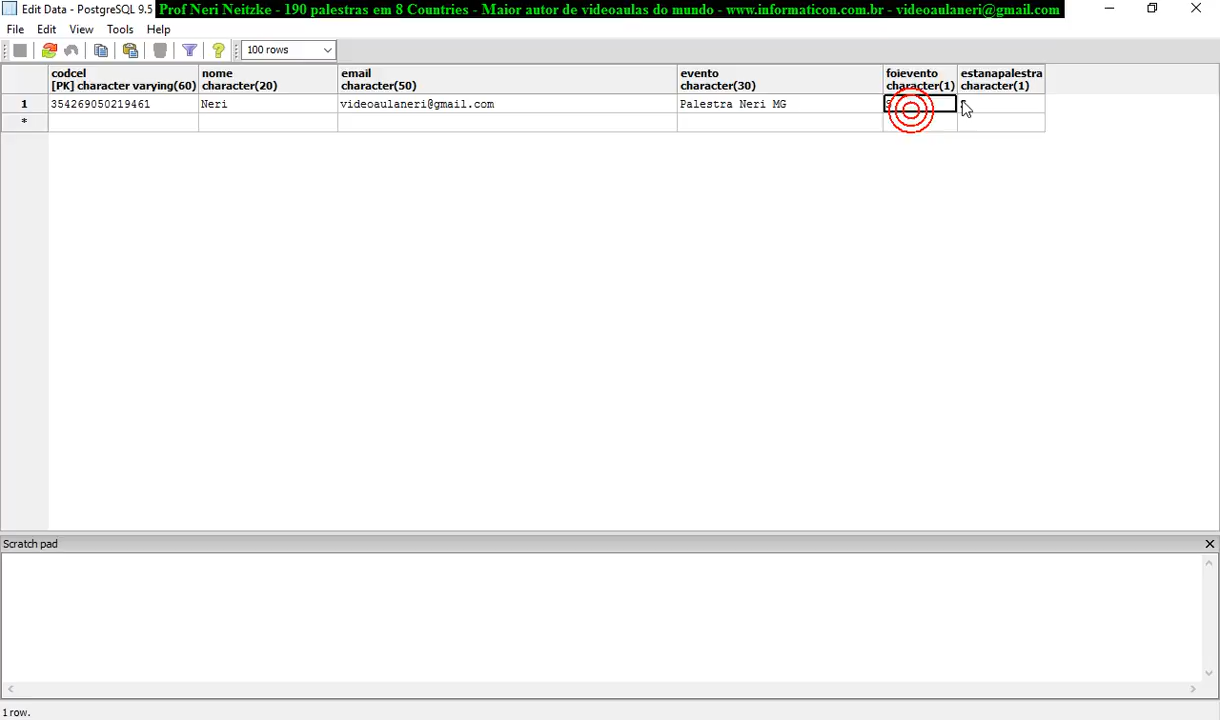 Edit Data - PostgreSQL 9.5
Prof Neri Neitzke - 190 palestras em 8 Countries - Maior autor de videoaulas do mundo - www.informaticon.com.br - videoaulaneri@gmail.com
File Edit View Tools Help
100 rows
codcel nome email evento foievento estanapalestra
[PK] character varying(60) character(20) character(50) character(30) character(1) character(1)
1 354269050219461 Neri videoaulaneri@gmail.com Palestra Neri MG S
*
Scratch pad
1 row.